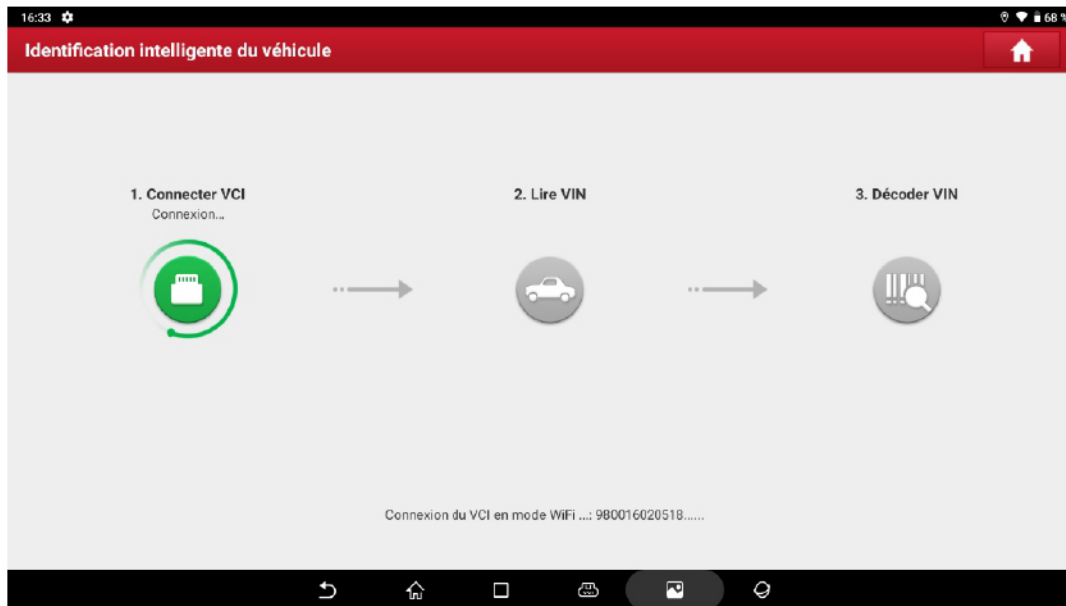 16:33
68 %
Identification intelligente du véhicule
1. Connecter VCI
Connexion...
2. Lire VIN
3. Décoder VIN
Connexion du VCI en mode WiFi ...: 980016020518......